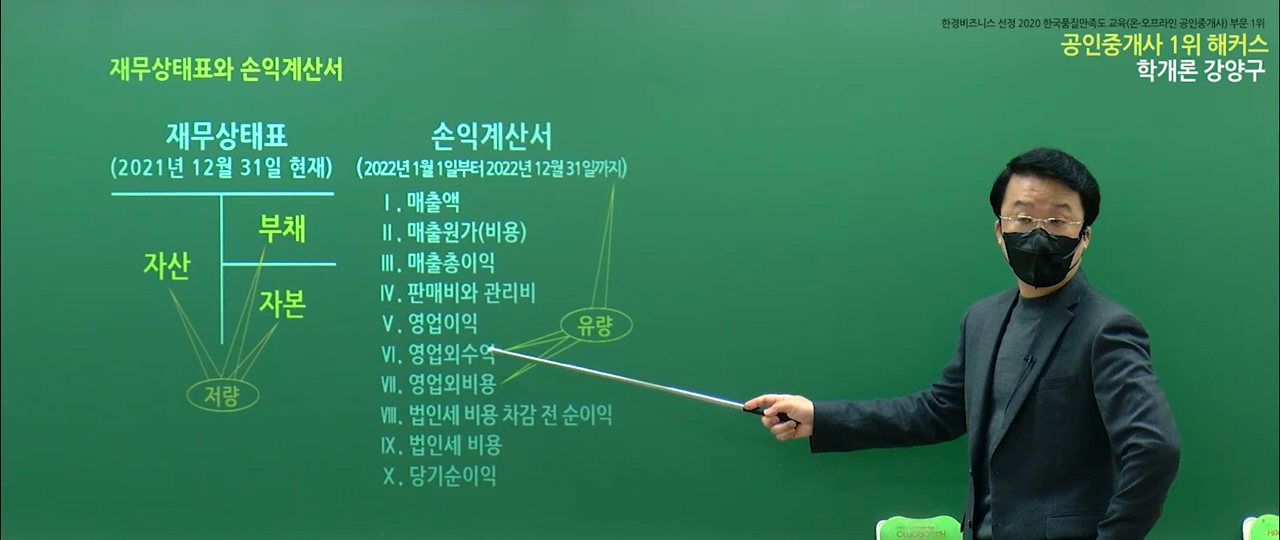 한경비즈니스 선정 2020 한국품질만족도 교육(온·오프라인 공인중개사) 부문 1위
공인중개사 1위 해커스
학개론 강양구
재무상태표와 손익계산서
재무상태표
(2021년 12월 31일 현재)
자산
부채
자본
저량
손익계산서
(2022년 1월 1일부터 2022년 12월 31일까지)
Ⅰ. 매출액
Ⅱ. 매출원가(비용)
Ⅲ. 매출총이익
Ⅳ. 판매비와 관리비
Ⅴ. 영업이익
Ⅵ. 영업외수익
Ⅶ. 영업외비용
Ⅷ. 법인세 비용 차감 전 순이익
Ⅸ. 법인세 비용
Ⅹ. 당기순이익
유량